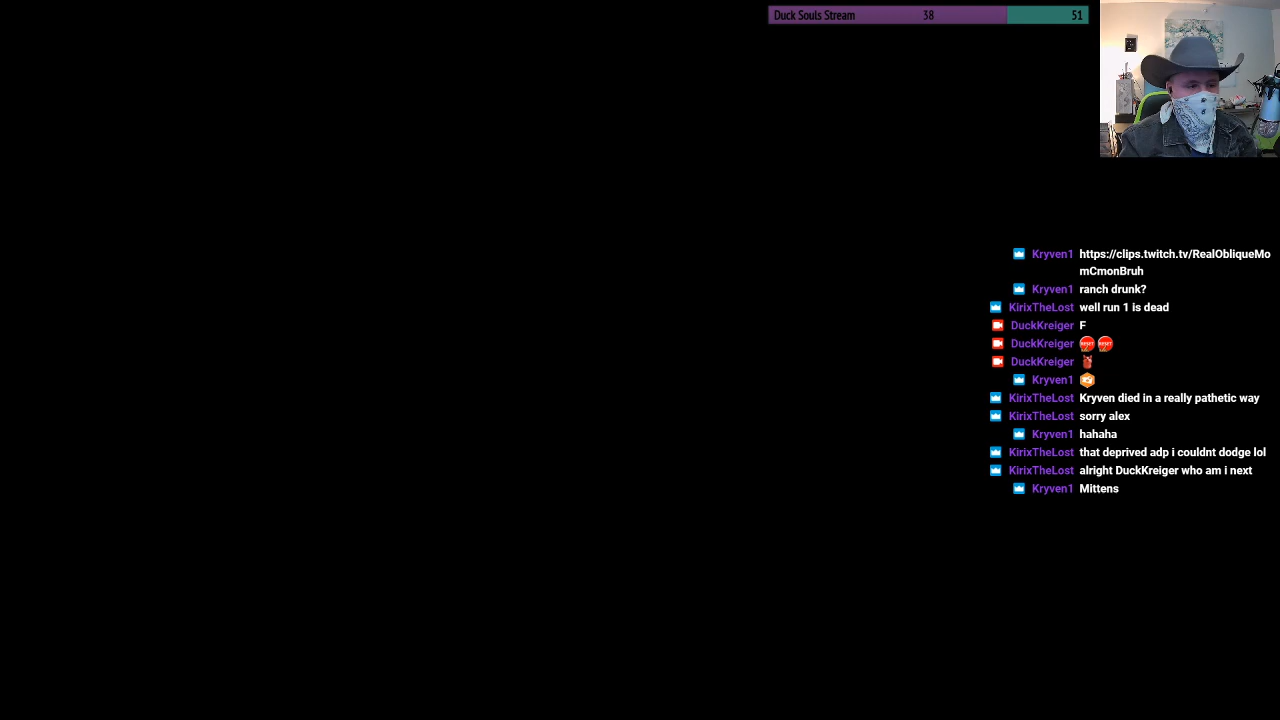 Duck Souls Stream 38 51
Kryven1 https://clips.twitch.tv/RealObliqueMo
mCmonBruh
Kryven1 ranch drunk?
KirixTheLost well run 1 is dead
DuckKreiger F
DuckKreiger RESET RESET
DuckKreiger
Kryven1
KirixTheLost Kryven died in a really pathetic way
KirixTheLost sorry alex
Kryven1 hahaha
KirixTheLost that deprived adp i couldnt dodge lol
KirixTheLost alright DuckKreiger who am i next
Kryven1 Mittens